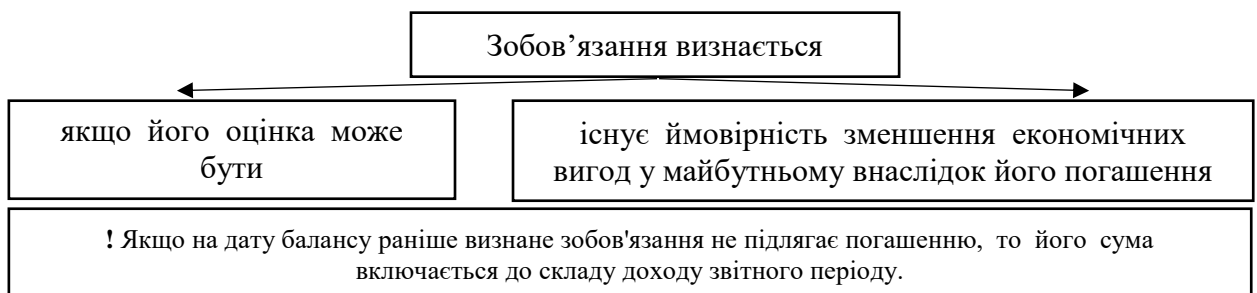 Зобов’язання визнається
якщо його оцінка може
бути
існує ймовірність зменшення економічних
вигод у майбутньому внаслідок його погашення
! Якщо на дату балансу раніше визнане зобов'язання не підлягає погашенню, то його сума
включається до складу доходу звітного періоду.